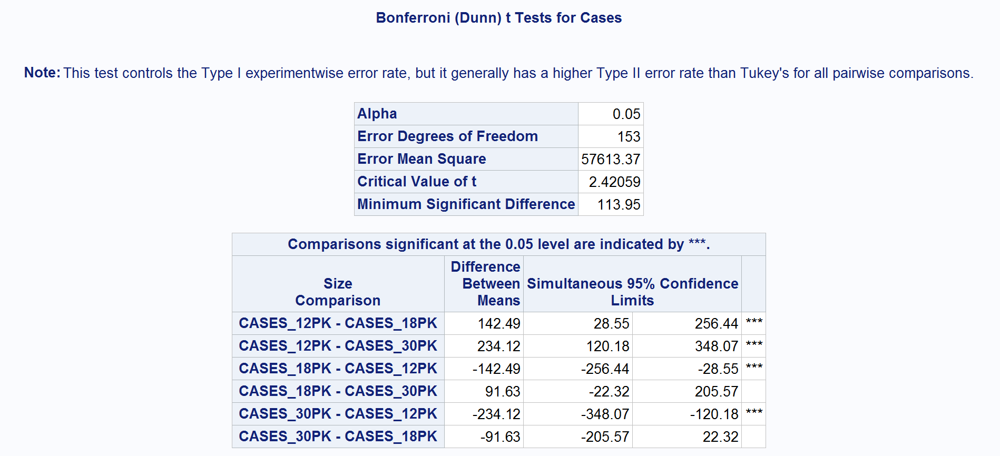 Bonferroni (Dunn) t Tests for Cases
Note: This test controls the Type I experimentwise error rate, but it generally has a higher Type II error rate than Tukey's for all pairwise comparisons.
Alpha 0.05
Error Degrees of Freedom 153
Error Mean Square 57613.37
Critical Value of t 2.42059
Minimum Significant Difference 113.95
Comparisons significant at the 0.05 level are indicated by ***.
Size Comparison Difference Between Means Simultaneous 95% Confidence Limits
CASES_12PK - CASES_18PK 142.49 28.55 256.44 ***
CASES_12PK - CASES_30PK 234.12 120.18 348.07 ***
CASES_18PK - CASES_12PK -142.49 -256.44 -28.55 ***
CASES_18PK - CASES_30PK 91.63 -22.32 205.57
CASES_30PK - CASES_12PK -234.12 -348.07 -120.18 ***
CASES_30PK - CASES_18PK -91.63 -205.57 22.32